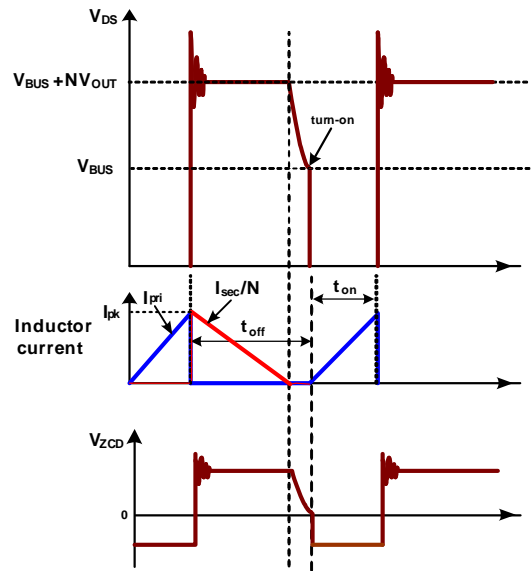 VDS
VBUS +NVOUT
turn-on
VBUS
Ipk
Ipri
Isec/N
ton
toff
Inductor
current
VZCD
0